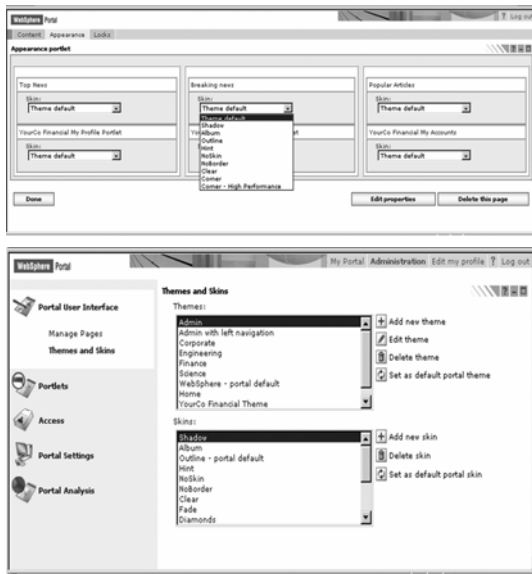 WebSphere Portal
? Log out
Content Appearance Locks
Appearance portlet
Top News
Breaking news
Popular Articles
Skin:
Skin:
Skin:
Theme default
Theme default
Theme default
Theme default
Shadow
Album
Outline
Hint
NoSkin
NoBorder
Clear
Corner
Corner - High Performance
YourCo Financial My Profile Portlet
YourCo Financial My Accounts
Skin:
Skin:
Theme default
Theme default
Done
Edit properties
Delete this page
WebSphere Portal
My Portal Administration Edit my profile ? Log out
Portal User Interface
Manage Pages
Themes and Skins
Portlets
Access
Portal Settings
Portal Analysis
Themes and Skins
Themes:
Admin
Admin with left navigation
Corporate
Engineering
Finance
Science
WebSphere - portal default
Home
YourCo Financial Theme
Add new theme
Edit theme
Delete theme
Set as default portal theme
Skins:
Shadow
Album
Outline - portal default
Hint
NoSkin
NoBorder
Clear
Fade
Diamonds
Add new skin
Delete skin
Set as default portal skin